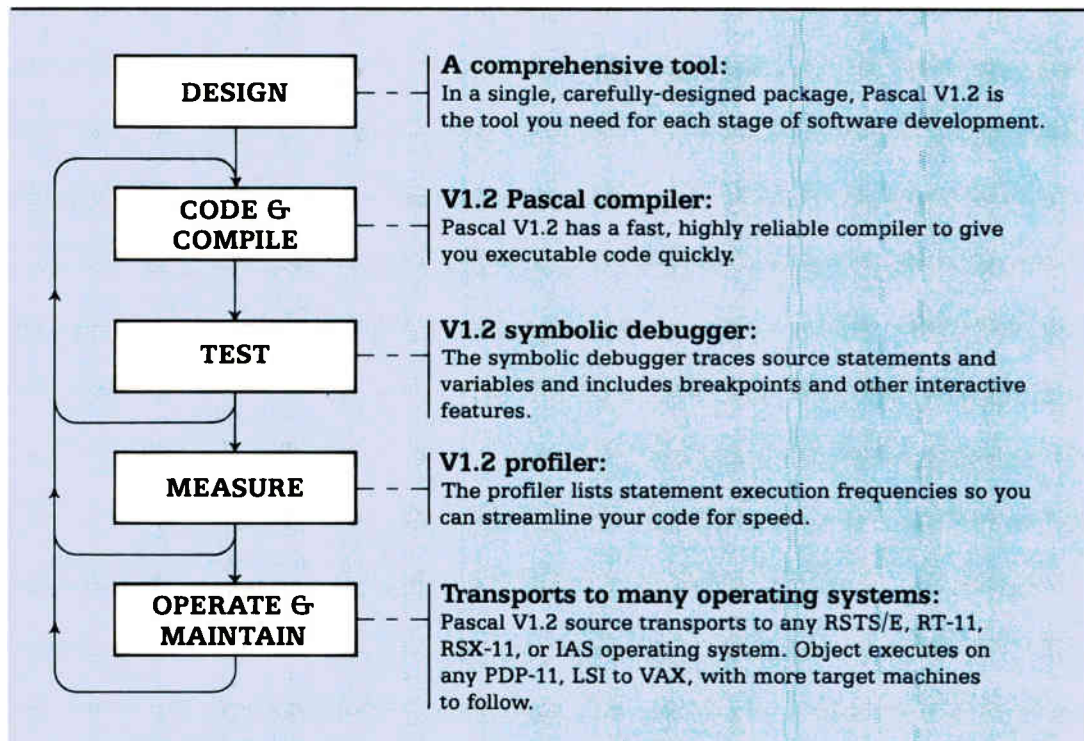 DESIGN
A comprehensive tool:
In a single, carefully-designed package, Pascal V1.2 is
the tool you need for each stage of software development.
CODE &
COMPILE
V1.2 Pascal compiler:
Pascal V1.2 has a fast, highly reliable compiler to give
you executable code quickly.
TEST
V1.2 symbolic debugger:
The symbolic debugger traces source statements and
variables and includes breakpoints and other interactive
features.
MEASURE
V1.2 profiler:
The profiler lists statement execution frequencies so you
can streamline your code for speed.
OPERATE &
MAINTAIN
Transports to many operating systems:
Pascal V1.2 source transports to any RSTS/E, RT-11,
RSX-11, or IAS operating system. Object executes on
any PDP-11, LSI to VAX, with more target machines
to follow.